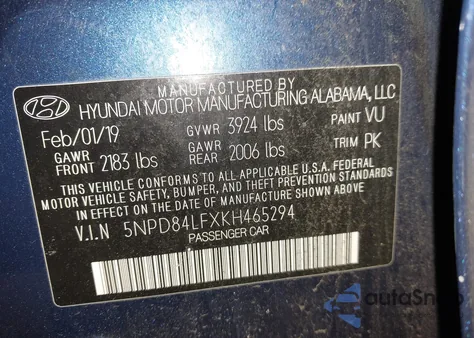 MANUFACTURED BY
HYUNDAI MOTOR MANUFACTURING ALABAMA, LLC
Feb/01/19 GVWR 3924 lbs PAINT VU
GAWR FRONT 2183 lbs GAWR REAR 2006 lbs TRIM PK
THIS VEHICLE CONFORMS TO ALL APPLICABLE U.S.A. FEDERAL
MOTOR VEHICLE SAFETY, BUMPER, AND THEFT PREVENTION STANDARDS
IN EFFECT ON THE DATE OF MANUFACTURE SHOWN ABOVE.
V.I.N 5NPD84LFXKH465294
PASSENGER CAR
autoSnap